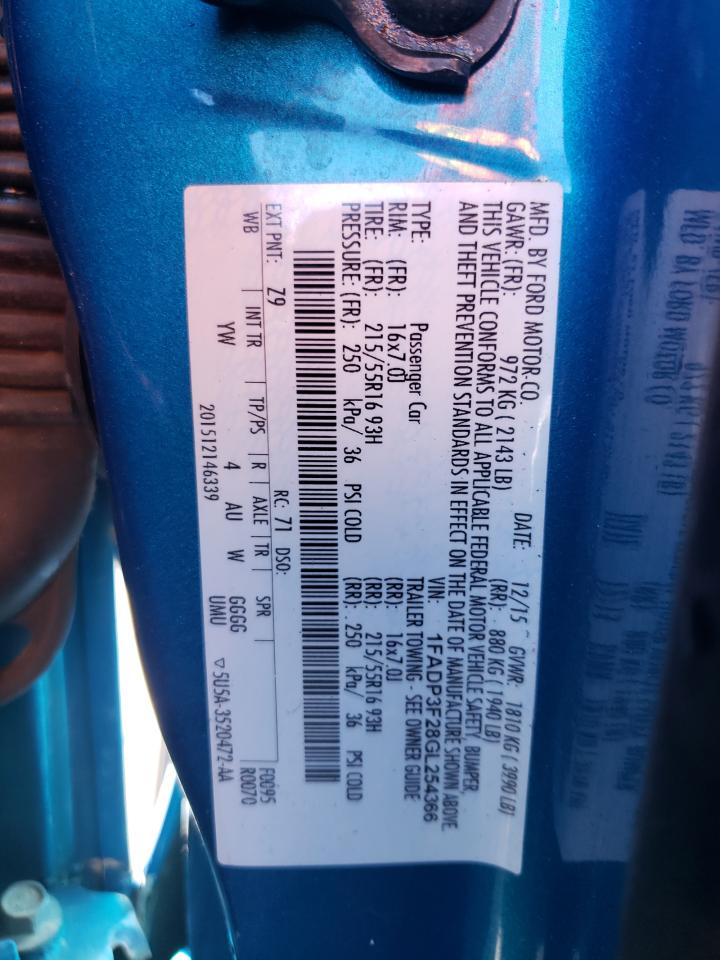 MFD. BY FORD MOTOR CO. DATE: 12/15 GVWR: 1810 KG ( 3990 LB)
GAWR: (FR): 972 KG ( 2143 LB) (RR): 880 KG ( 1940 LB)
THIS VEHICLE CONFORMS TO ALL APPLICABLE FEDERAL MOTOR VEHICLE SAFETY, BUMPER,
AND THEFT PREVENTION STANDARDS IN EFFECT ON THE DATE OF MANUFACTURE SHOWN ABOVE.
VIN: 1FADP3F28GL254366
TYPE: Passenger Car TRAILER TOWING - SEE OWNER GUIDE
RIM: (FR): 16x7.0J (RR): 16x7.0J
TIRE: (FR): 215/55R16 93H (RR): 215/55R16 93H
PRESSURE: (FR): 250 kPa/ 36 PSI COLD (RR): 250 kPa/ 36 PSI COLD
EXT PNT: Z9 RC: 71 DSO: F0095
WB INT TR TP/PS R AXLE TR SPR R0070
YW 4 AU W GGGG
UMU
201512146339 ▽ 5U5A-3520472-AA